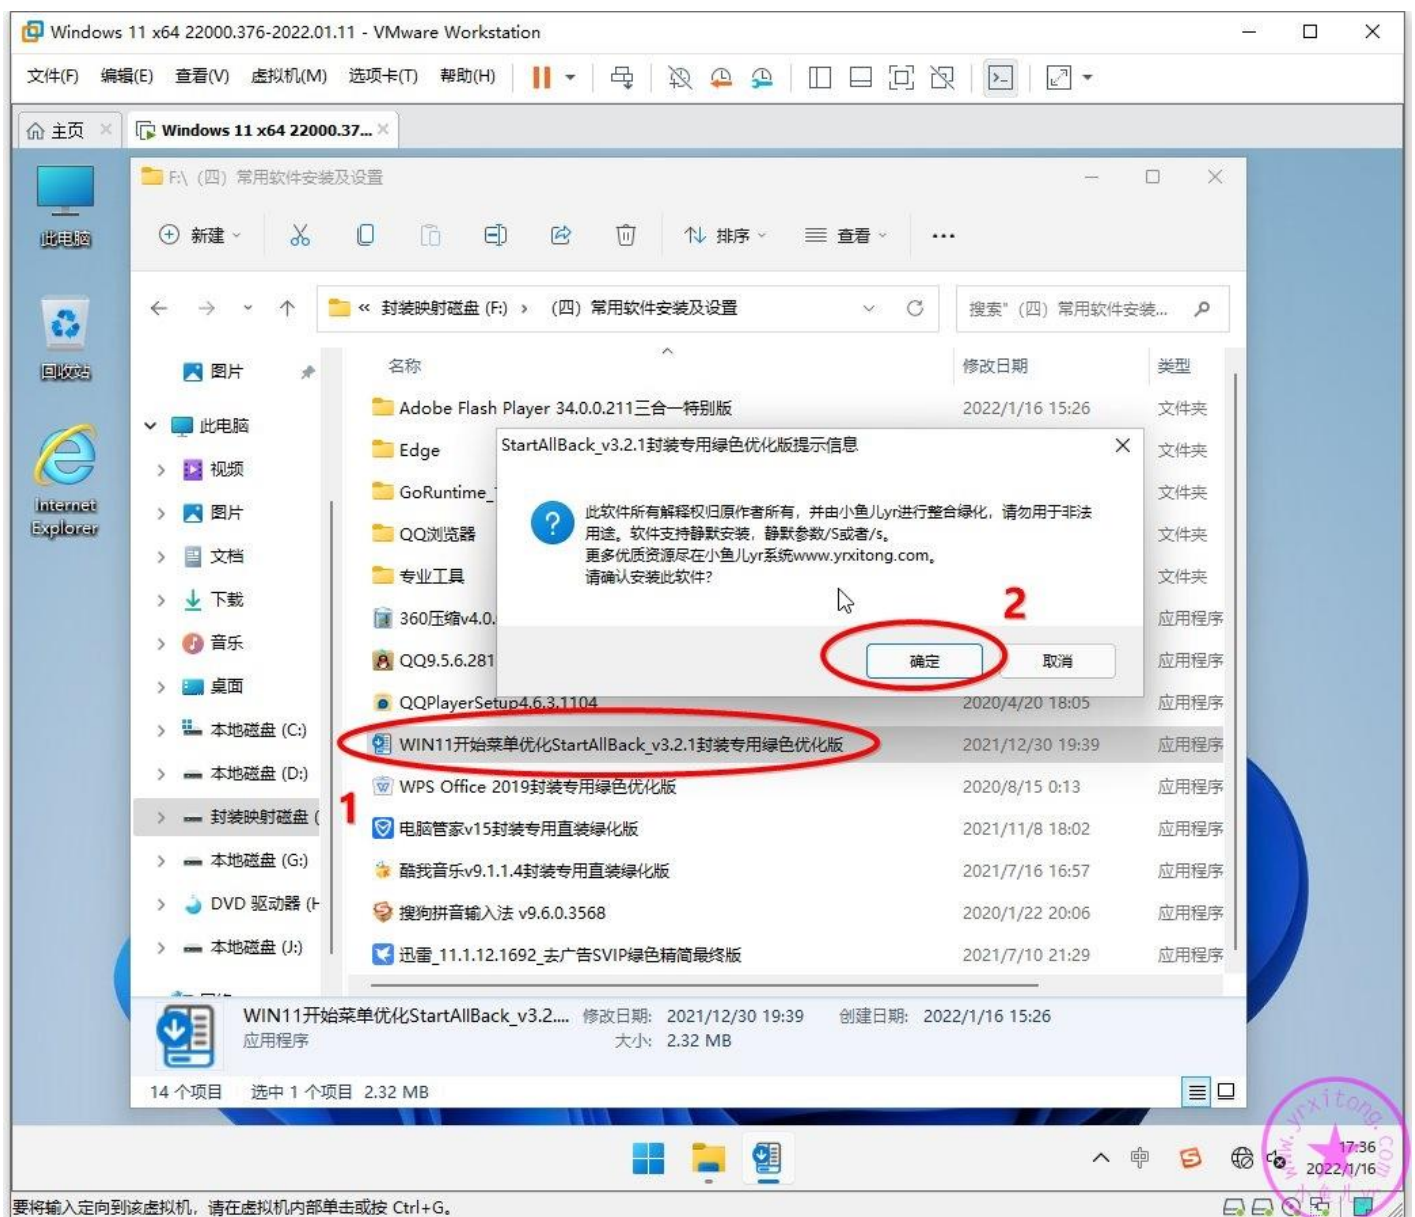 Windows 11 x64 22000.376-2022.01.11 - VMware Workstation
文件(F) 编辑(E) 查看(V) 虚拟机(M) 选项卡(T) 帮助(H)
主页
Windows 11 x64 22000.37...
此电脑
回收站
Internet
Explorer
F:\（四）常用软件安装及设置
新建
排序
查看
« 封装映射磁盘 (F:) › （四）常用软件安装及设置
搜索"（四）常用软件安装...
图片
此电脑
视频
图片
文档
下载
音乐
桌面
本地磁盘 (C:)
本地磁盘 (D:)
封装映射磁盘 (
本地磁盘 (G:)
DVD 驱动器 (H
本地磁盘 (J:)
名称 修改日期 类型
Adobe Flash Player 34.0.0.211三合一特别版 2022/1/16 15:26 文件夹
Edge 文件夹
GoRuntime_ 文件夹
QQ浏览器 文件夹
专业工具 文件夹
360压缩v4.0. 应用程序
QQ9.5.6.281 应用程序
QQPlayerSetup4.6.3.1104 2020/4/20 18:05 应用程序
WIN11开始菜单优化StartAllBack_v3.2.1封装专用绿色优化版 2021/12/30 19:39 应用程序
WPS Office 2019封装专用绿色优化版 2020/8/15 0:13 应用程序
电脑管家v15封装专用直装绿化版 2021/11/8 18:02 应用程序
酷我音乐v9.1.1.4封装专用直装绿化版 2021/7/16 16:57 应用程序
搜狗拼音输入法 v9.6.0.3568 2020/1/22 20:06 应用程序
迅雷_11.1.12.1692_去广告SVIP绿色精简最终版 2021/7/10 21:29 应用程序
StartAllBack_v3.2.1封装专用绿色优化版提示信息
此软件所有解释权归原作者所有，并由小鱼儿yr进行整合绿化，请勿用于非法
用途。软件支持静默安装，静默参数/S或者/s。
更多优质资源尽在小鱼儿yr系统www.yrxitong.com。
请确认安装此软件？
确定 取消
2
1
WIN11开始菜单优化StartAllBack_v3.2.... 修改日期: 2021/12/30 19:39 创建日期: 2022/1/16 15:26
应用程序 大小: 2.32 MB
14 个项目 选中 1 个项目 2.32 MB
中
17:36
2022/1/16
www.yrxitong.com
小鱼儿yr
要将输入定向到该虚拟机，请在虚拟机内部单击或按 Ctrl+G。